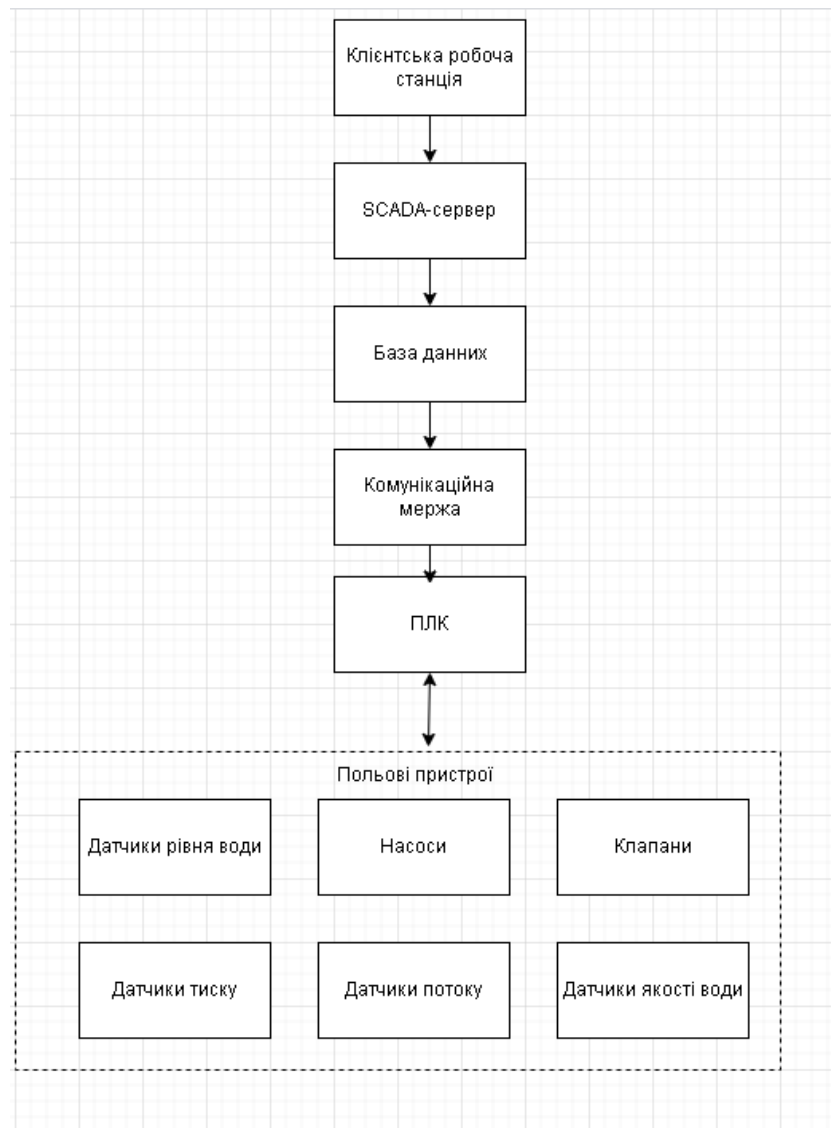 Клієнтська робоча
станція
SCADA-сервер
База данних
Комунікаційна
мержа
ПЛК
Польові пристрої
Датчики рівня води
Насоси
Клапани
Датчики тиску
Датчики потоку
Датчики якості води